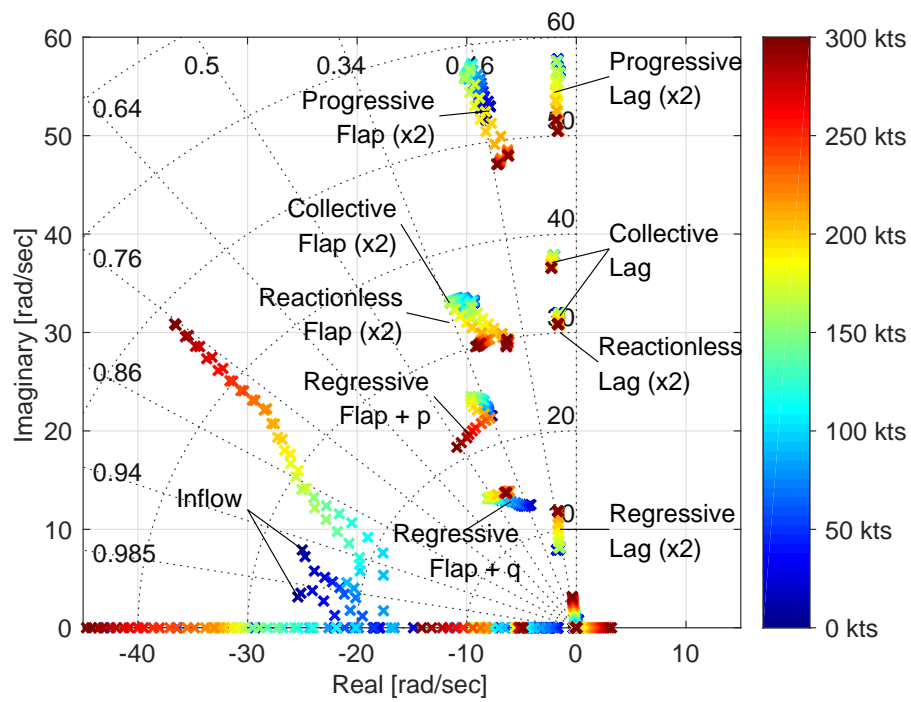 60
60
300 kts
0.5
0.34
0.16
Progressive
Lag (x2)
0.64
Progressive
Flap (x2)
50
0
250 kts
Collective
Flap (x2)
40
40
Collective
Lag
200 kts
0.76
Reactionless
Flap (x2)
30
0
Reactionless
Lag (x2)
150 kts
0.86
Regressive
Flap + p
20
20
100 kts
0.94
Inflow
10
0
Regressive
Lag (x2)
50 kts
0.985
Regressive
Flap + q
0
0 kts
-40
-30
-20
-10
0
10
Real [rad/sec]
Imaginary [rad/sec]